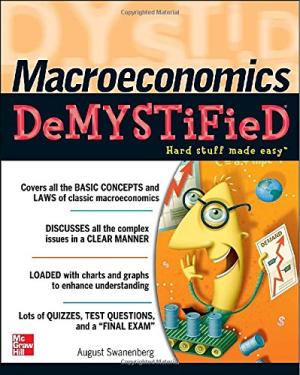 DYSTiD
Macroeconomics
DeMYSTiFieD®
Hard stuff made easy™
Covers all the BASIC CONCEPTS and
LAWS of classic macroeconomics
DISCUSSES all the complex
issues in a CLEAR MANNER
LOADED with charts and graphs
to enhance understanding
Lots of QUIZZES, TEST QUESTIONS,
and a "FINAL EXAM"
August Swanenberg
Mc
Graw
Hill
DEMAND